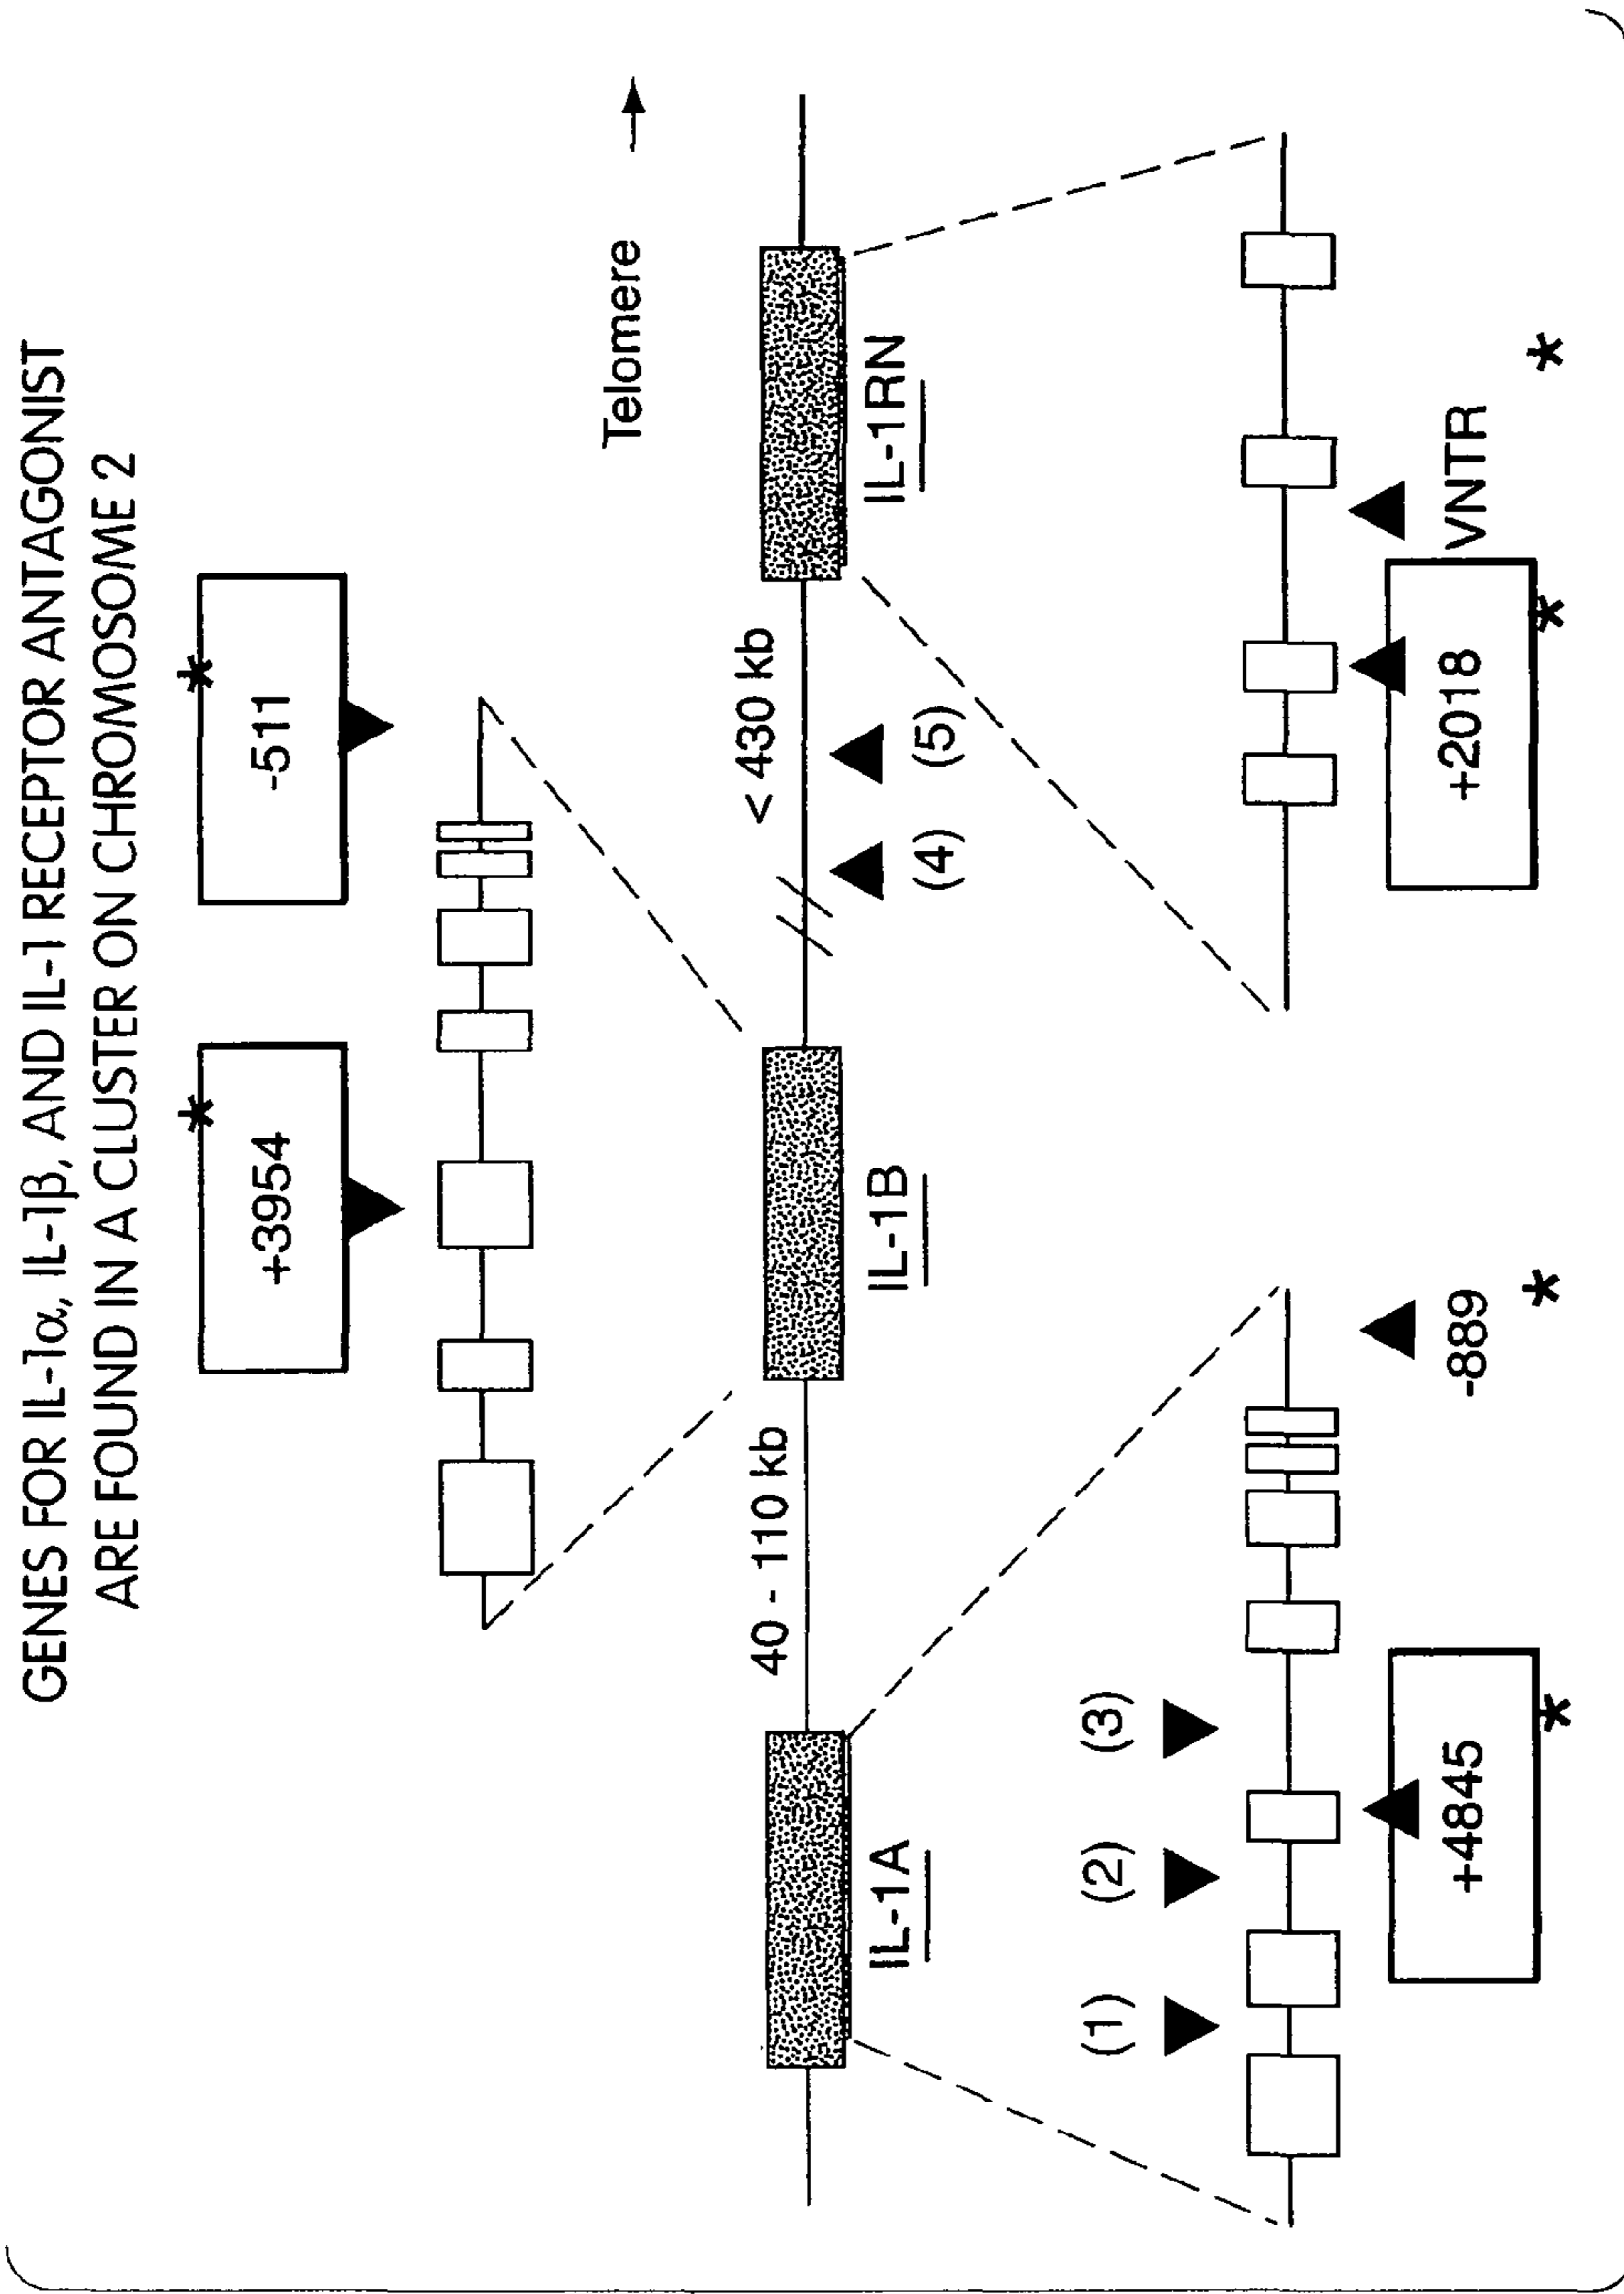 GENES FOR IL-1α, IL-1β, AND IL-1 RECEPTOR ANTAGONIST
ARE FOUND IN A CLUSTER ON CHROMOSOME 2
*
*
+3954
-511
Telomere
40 - 110 kb
< 430 kb
IL-1A
IL-1B
(4)
(5)
IL-1RN
(1)
(2)
(3)
+4845
-889
+2018
VNTR
*
*
*
*